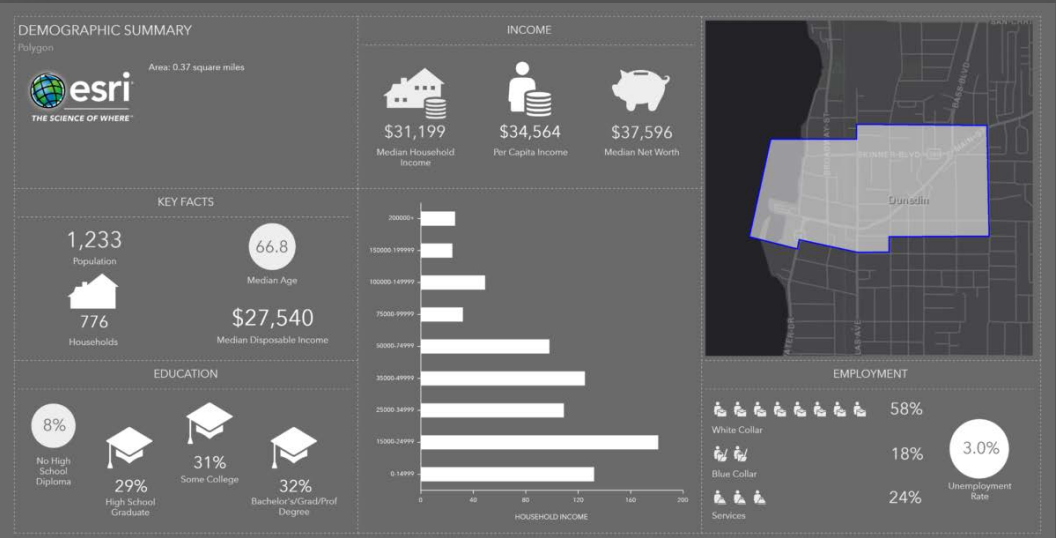 DEMOGRAPHIC SUMMARY
Polygon
Area: 0.37 square miles
esri
THE SCIENCE OF WHERE™
INCOME
$31,199
Median Household
Income
$34,564
Per Capita Income
$37,596
Median Net Worth
KEY FACTS
1,233
Population
66.8
Median Age
776
Households
$27,540
Median Disposable Income
EDUCATION
8%
No High
School
Diploma
29%
High School
Graduate
31%
Some College
32%
Bachelor's/Grad/Prof
Degree
200000+
150000-199999
100000-149999
75000-99999
50000-74999
35000-49999
25000-34999
15000-24999
0-14999
0 40 80 120 160 200
HOUSEHOLD INCOME
BASS-BLVD
SKINNER-BLVD
Dunedin
EMPLOYMENT
58%
White Collar
18%
Blue Collar
24%
Services
3.0%
Unemployment
Rate